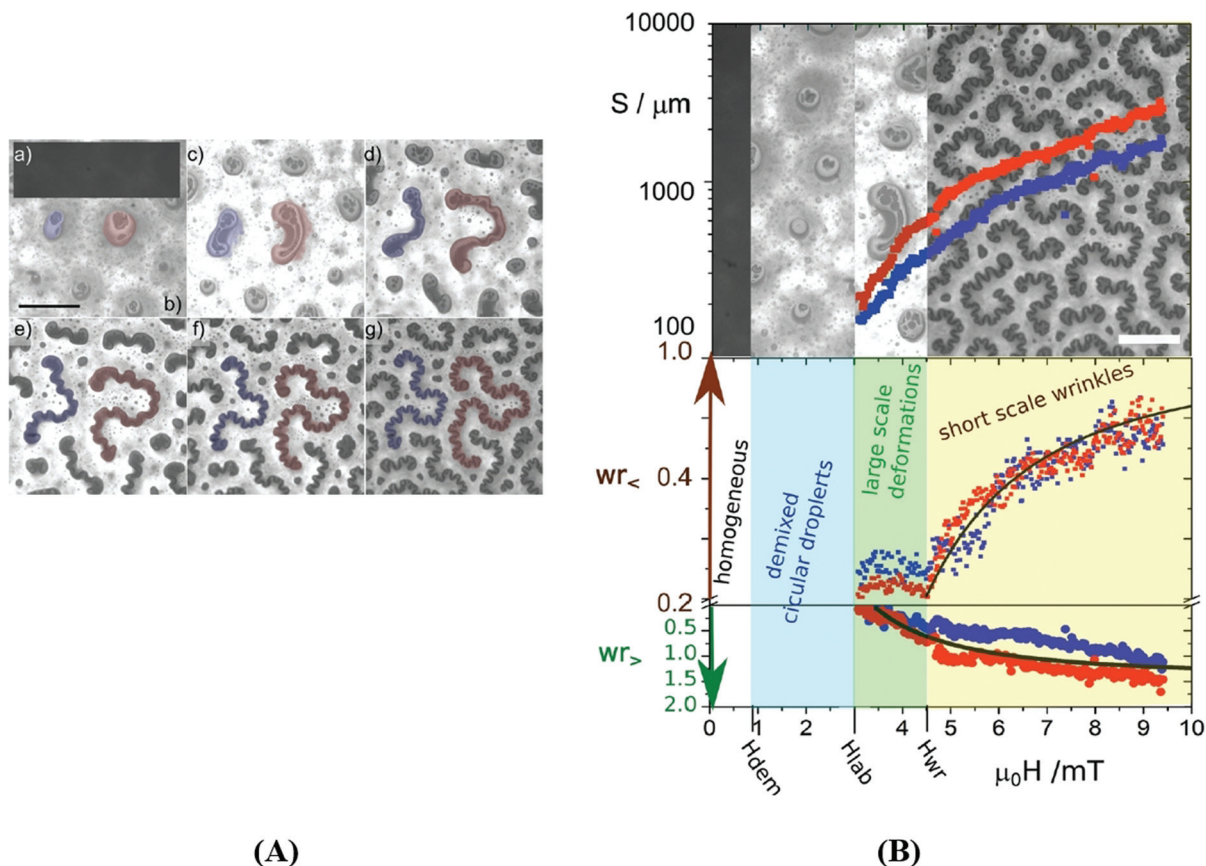 a)
b)
c)
d)
e)
f)
g)
(A)
10000
S / μm
1000
100
1.0
wr<
0.4
0.2
homogeneous
demixed
cicular droplerts
large scale
deformations
short scale wrinkles
wr>
0.5
1.0
1.5
2.0
0 1 2 3 4 5 6 7 8 9 10
Hdem
Hlab
Hwr
μ₀H /mT
(B)